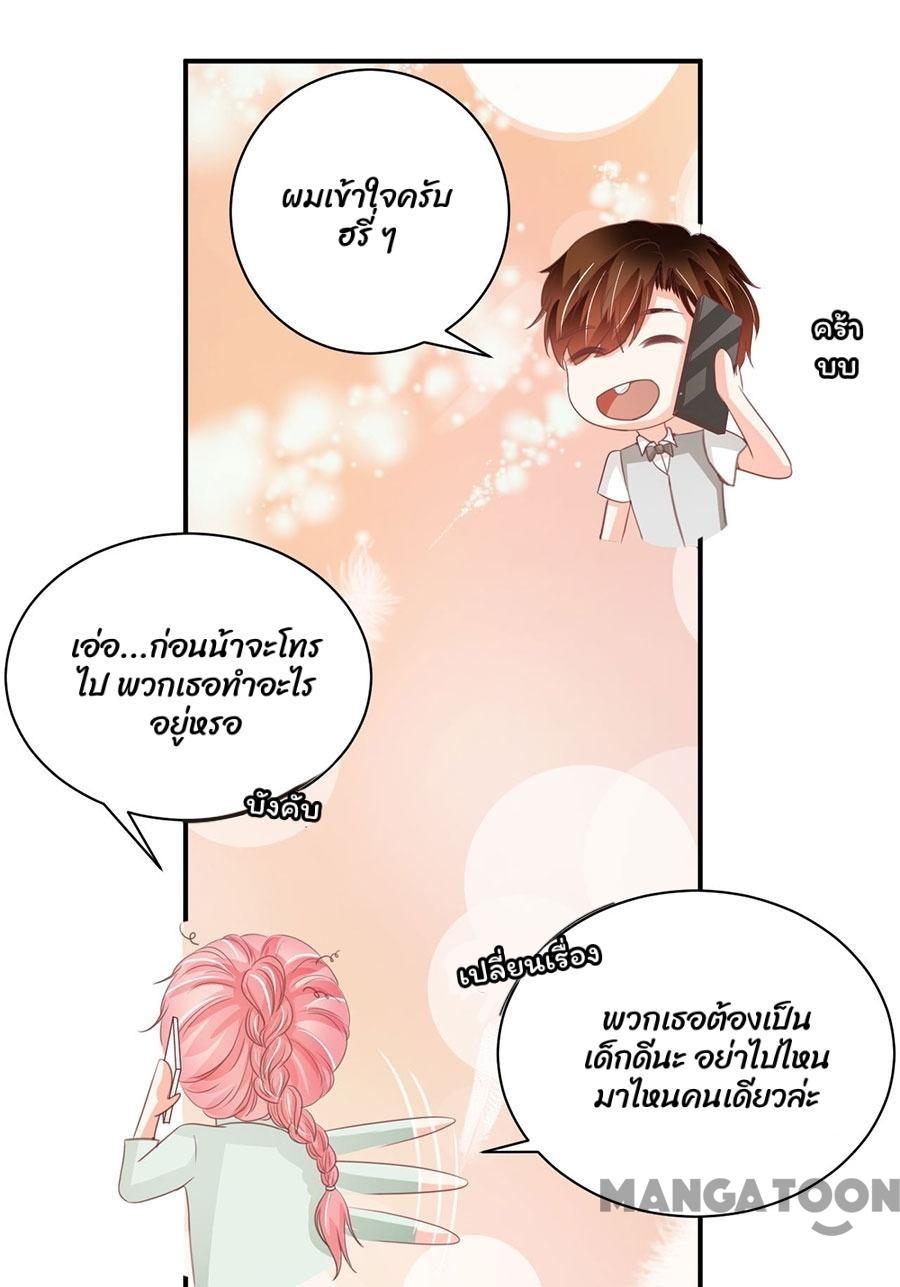 ผมเข้าใจครับ
ฮรี่ ๆ
คร้า
บบ
เอ่อ...ก่อนน้าจะโทร
ไป พวกเธอทำอะไร
อยู่หรอ
บังคับ
เปลี่ยนเรื่อง
พวกเธอต้องเป็น
เด็กดีนะ อย่าไปไหน
มาไหนคนเดียวล่ะ
MANGATOON